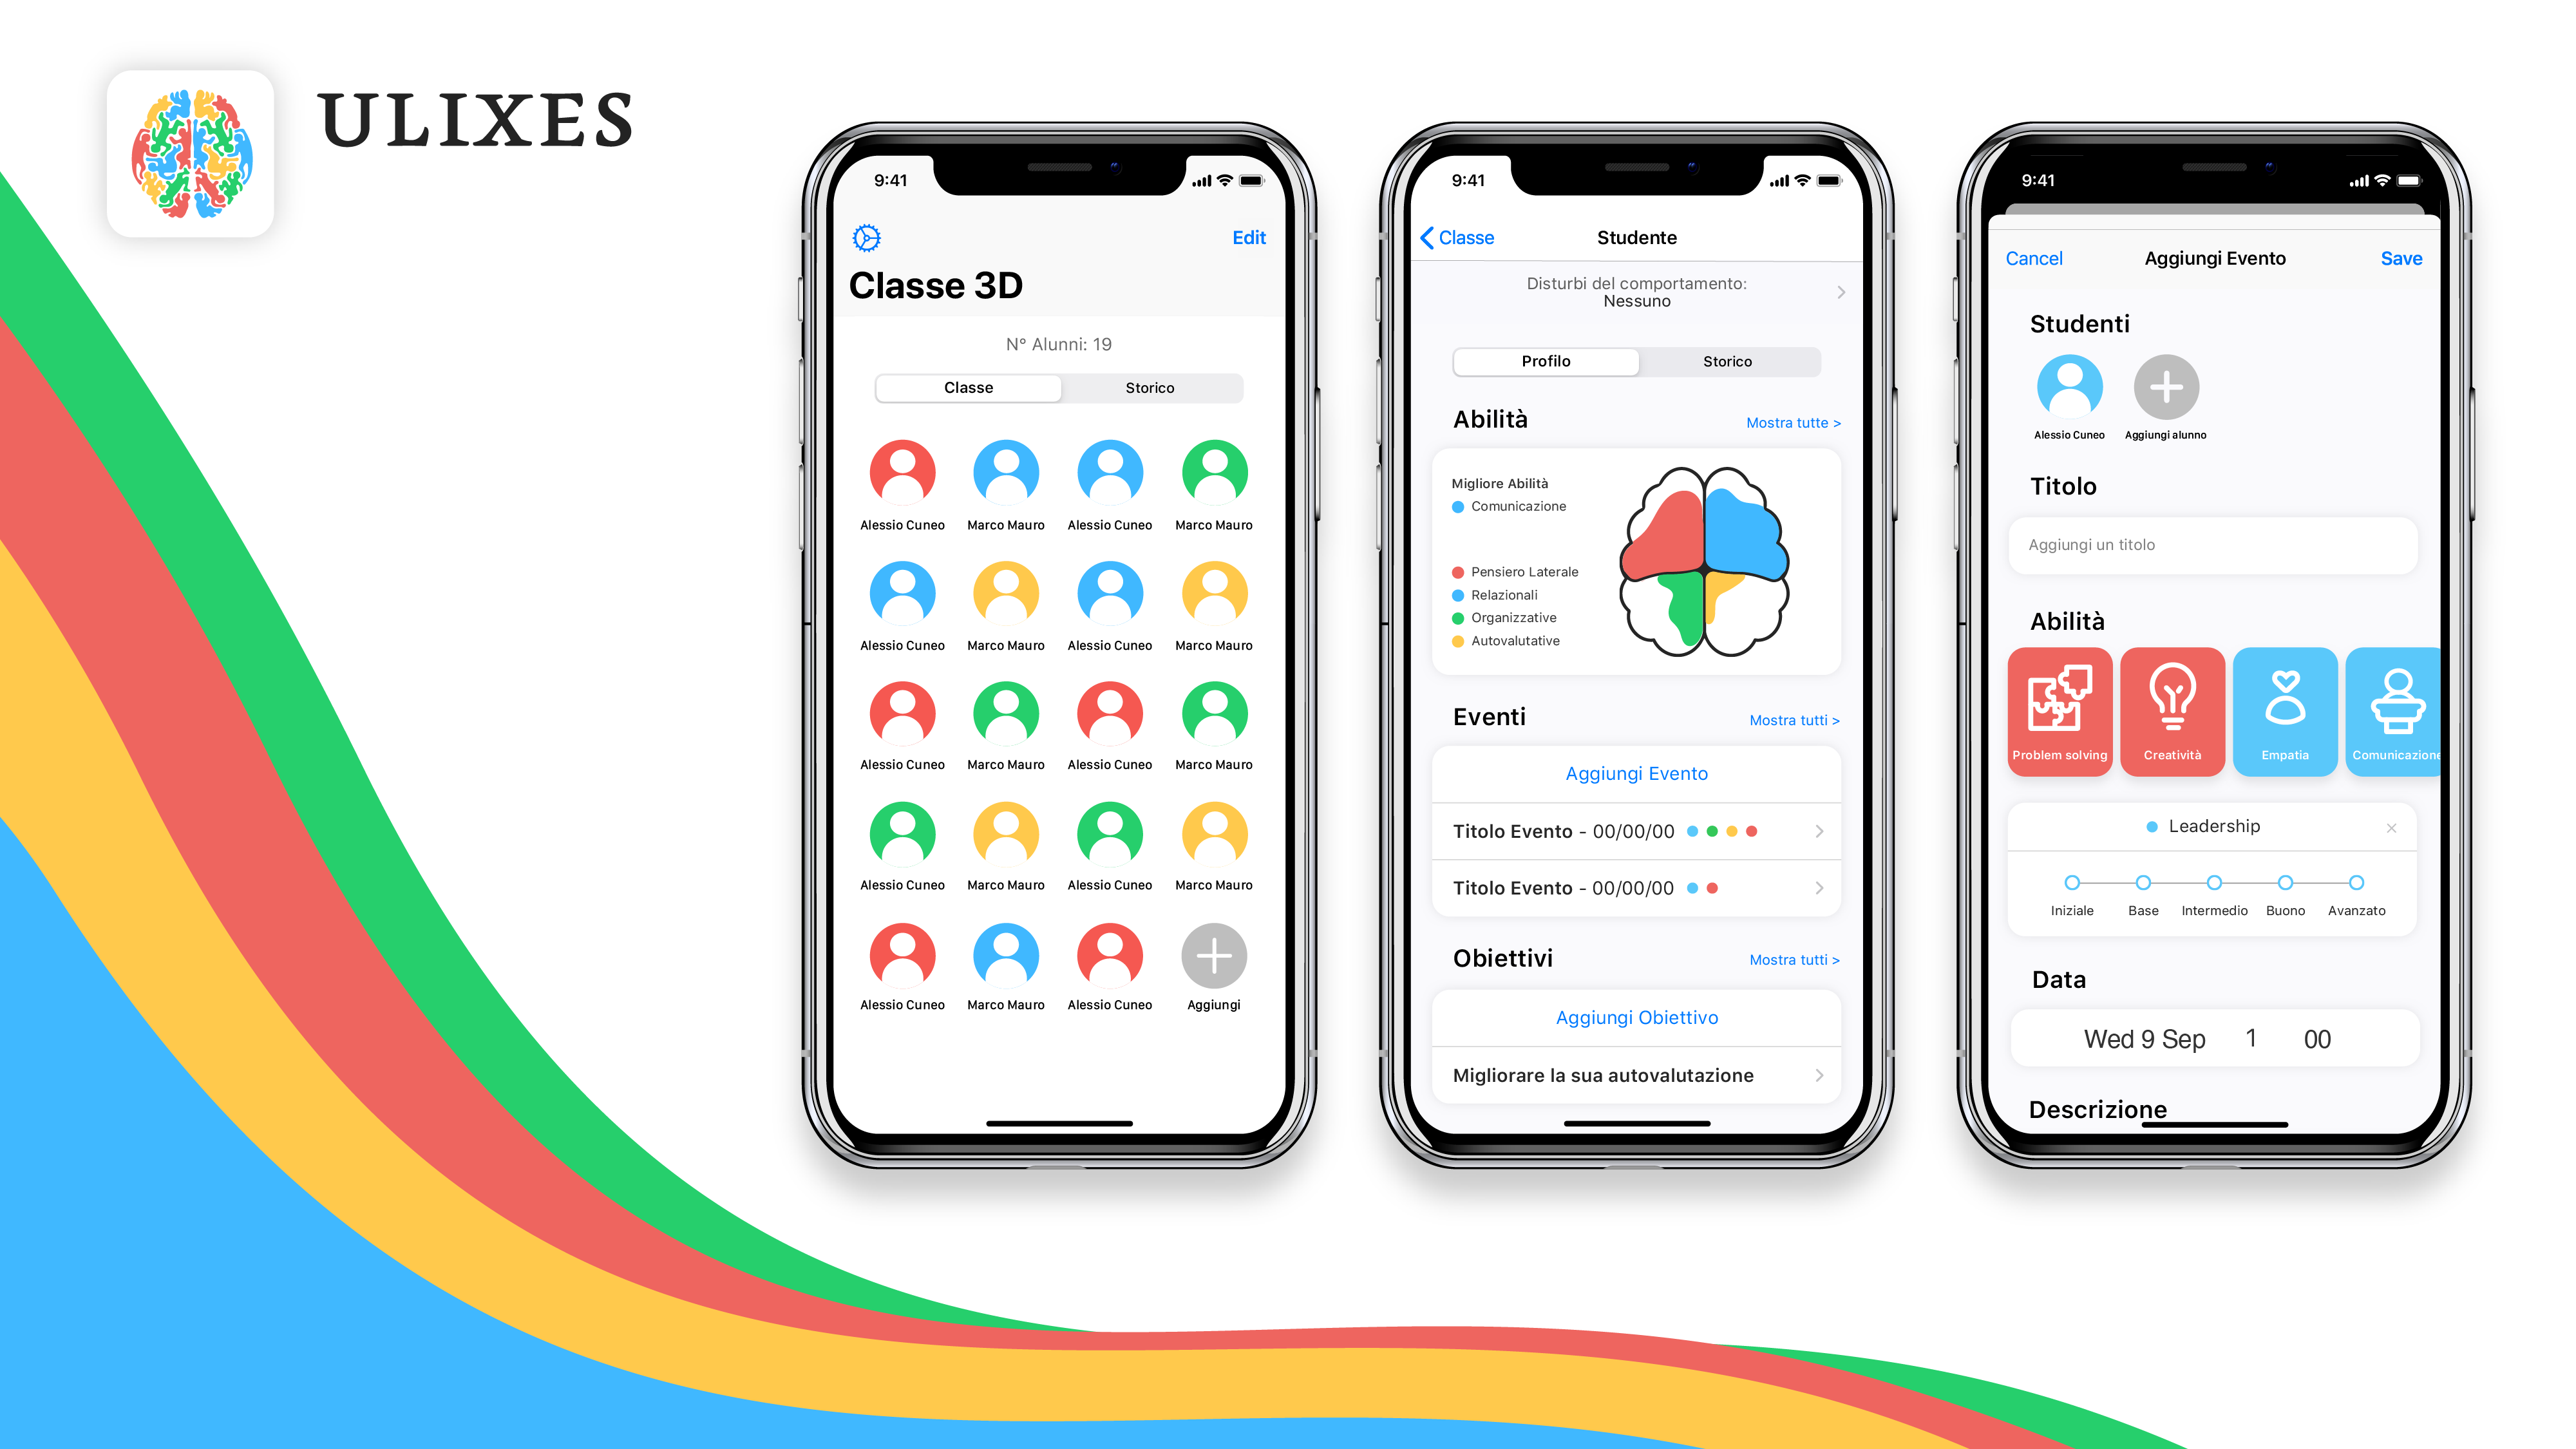 ULIXES
9:41
Edit
Classe 3D
N° Alunni: 19
Classe Storico
Alessio Cuneo Marco Mauro Alessio Cuneo Marco Mauro
Alessio Cuneo Marco Mauro Alessio Cuneo Marco Mauro
Alessio Cuneo Marco Mauro Alessio Cuneo Marco Mauro
Alessio Cuneo Marco Mauro Alessio Cuneo Marco Mauro
Alessio Cuneo Marco Mauro Alessio Cuneo Aggiungi
9:41
Classe Studente
Disturbi del comportamento:
Nessuno
Profilo Storico
Abilità Mostra tutte >
Migliore Abilità
Comunicazione
Pensiero Laterale
Relazionali
Organizzative
Autovalutative
Eventi Mostra tutti >
Aggiungi Evento
Titolo Evento - 00/00/00
Titolo Evento - 00/00/00
Obiettivi Mostra tutti >
Aggiungi Obiettivo
Migliorare la sua autovalutazione
9:41
Cancel Aggiungi Evento Save
Studenti
Alessio Cuneo Aggiungi alunno
Titolo
Aggiungi un titolo
Abilità
Problem solving Creatività Empatia Comunicazione
Leadership ×
Iniziale Base Intermedio Buono Avanzato
Data
Wed 9 Sep 1 00
Descrizione